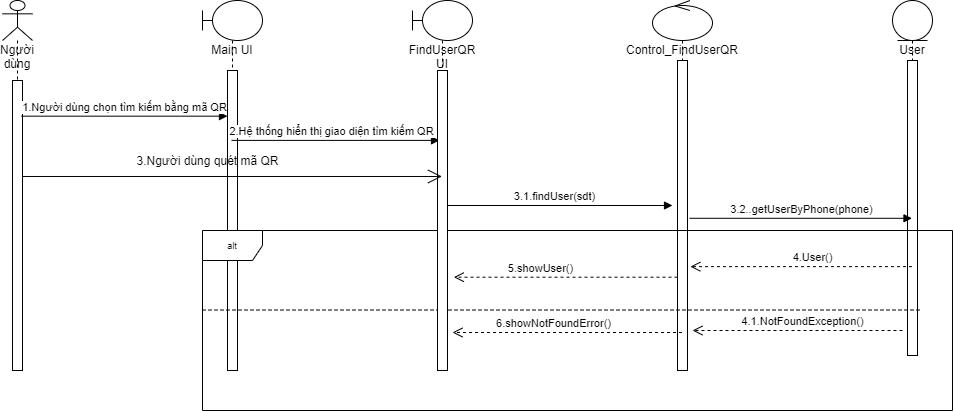 Người
dùng
Main UI
FindUserQR
UI
Control_FindUserQR
User
1.Người dùng chọn tìm kiếm bằng mã QR
2.Hệ thống hiển thị giao diện tìm kiếm QR
3.Người dùng quét mã QR
3.1.findUser(sdt)
3.2..getUserByPhone(phone)
alt
4.User()
5.showUser()
4.1.NotFoundException()
6.showNotFoundError()